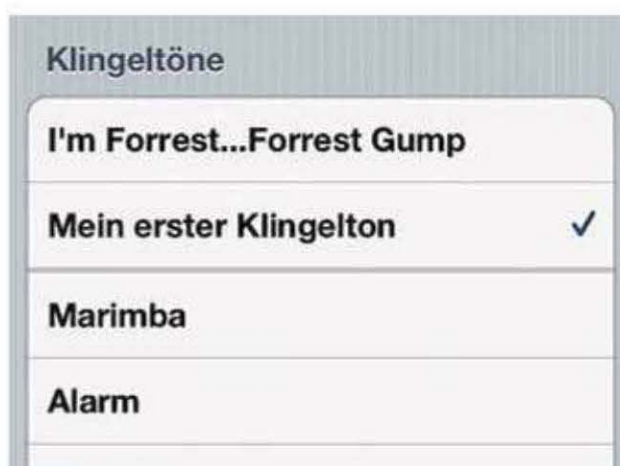 Klingeltöne
I'm Forrest...Forrest Gump
Mein erster Klingelton
Marimba
Alarm